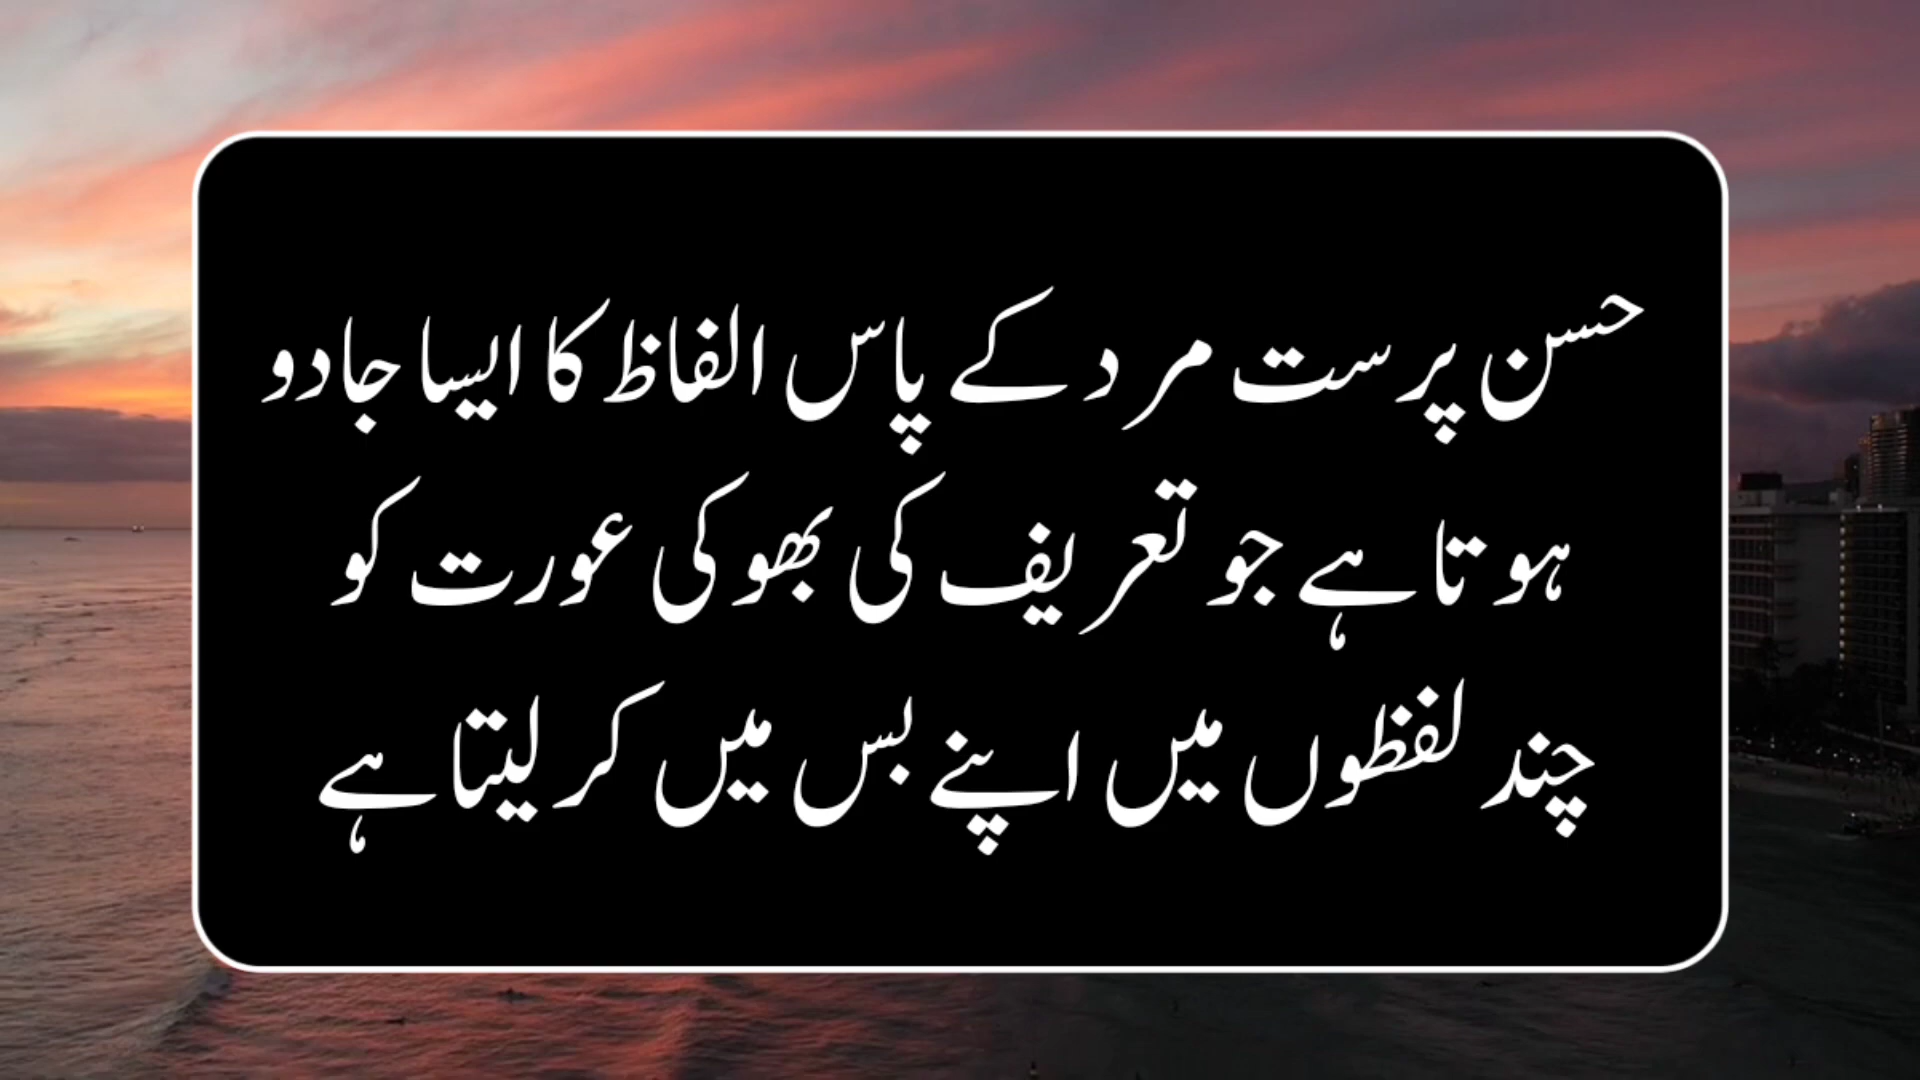 حسن پرست مرد کے پاس الفاظ کا ایسا جادو
ہوتا ہے جو تعریف کی بھوکی عورت کو
چند لفظوں میں اپنے بس میں کر لیتا ہے